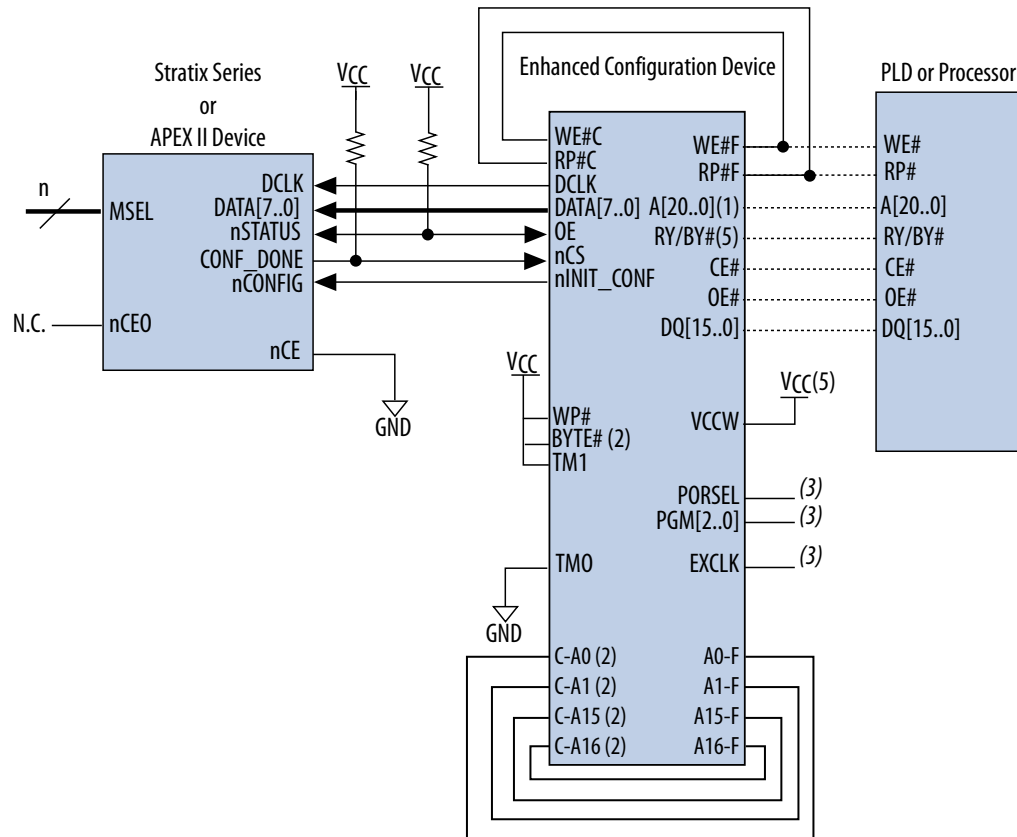 Stratix Series
or
APEX II Device
VCC
VCC
Enhanced Configuration Device
PLD or Processor
n
MSEL
DCLK
DATA[7..0]
nSTATUS
CONF_DONE
nCONFIG
N.C.
nCEO
nCE
GND
WE#C
RP#C
DCLK
DATA[7..0]
OE
nCS
nINIT_CONF
WE#F
RP#F
A[20..0](1)
RY/BY#(5)
CE#
OE#
DQ[15..0]
WE#
RP#
A[20..0]
RY/BY#
CE#
OE#
DQ[15..0]
VCC
WP#
BYTE# (2)
TM1
VCCW
VCC(5)
PORSEL
(3)
PGM[2..0]
(3)
TMO
EXCLK
(3)
GND
C-A0 (2)
A0-F
C-A1 (2)
A1-F
C-A15 (2)
A15-F
C-A16 (2)
A16-F